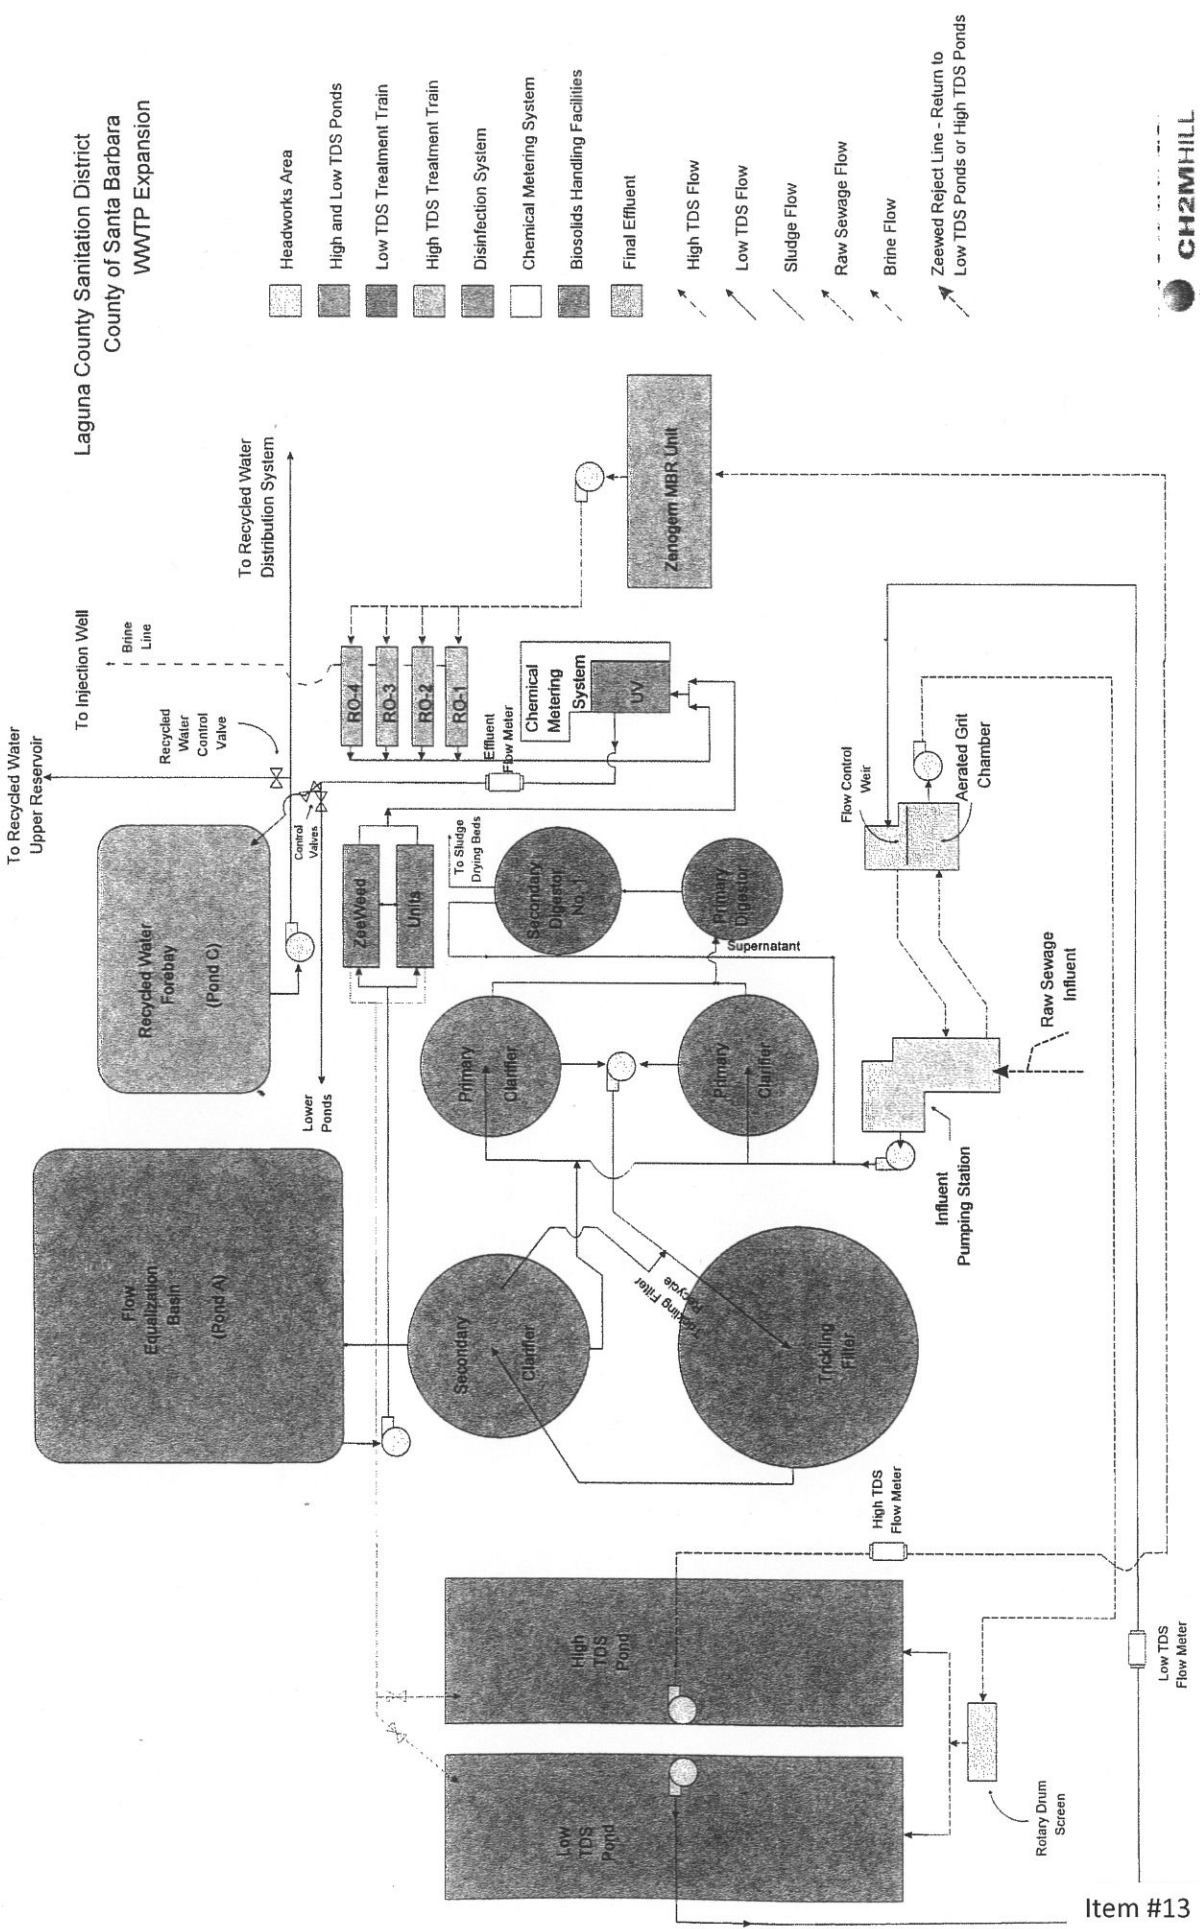 Laguna County Sanitation District
County of Santa Barbara
WWTP Expansion
Headworks Area
High and Low TDS Ponds
Low TDS Treatment Train
High TDS Treatment Train
Disinfection System
Chemical Metering System
Biosolids Handling Facilities
Final Effluent
High TDS Flow
Low TDS Flow
Sludge Flow
Raw Sewage Flow
Brine Flow
Zeewed Reject Line - Return to
Low TDS Ponds or High TDS Ponds
CH2MHILL
To Recycled Water
Upper Reservoir
To Injection Well
Brine
Line
To Recycled Water
Distribution System
Recycled
Water
Control
Valve
Control
Valves
Recycled Water
Forebay
(Pond C)
Lower
Ponds
Flow
Equalization
Basin
(Pond A)
RO-4
RO-3
RO-2
RO-1
Effluent
Flow Meter
Chemical
Metering
System
UV
Zenogem MBR Unit
ZeeWeed
Units
To Sludge
Drying Beds
Secondary
Digestor
No. 1
Primary
Digestor
Supernatant
Primary
Clarifier
Primary
Clarifier
Secondary
Clarifier
Trickling Filter
Recycle
Trickling
Filter
Flow Control
Weir
Aerated Grit
Chamber
Raw Sewage
Influent
Influent
Pumping Station
High TDS
Flow Meter
High
TDS
Pond
Low
TDS
Pond
Rotary Drum
Screen
Low TDS
Flow Meter
Item #13